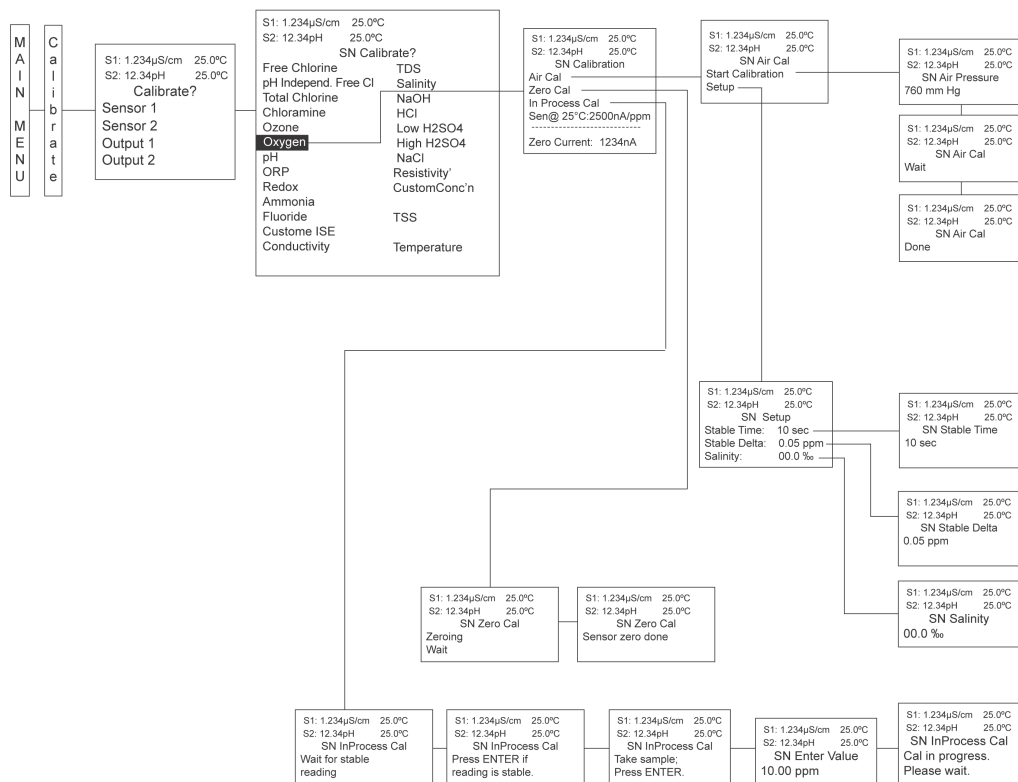 MAIN MENU
Calibrate
S1: 1.234µS/cm 25.0ºC
S2: 12.34pH 25.0ºC
Calibrate?
Sensor 1
Sensor 2
Output 1
Output 2
S1: 1.234µS/cm 25.0ºC
S2: 12.34pH 25.0ºC
SN Calibrate?
Free Chlorine TDS
pH Independ. Free Cl Salinity
Total Chlorine NaOH
Chloramine HCl
Ozone Low H2SO4
Oxygen High H2SO4
pH NaCl
ORP Resistivity'
Redox CustomConc'n
Ammonia
Fluoride TSS
Custome ISE
Conductivity Temperature
S1: 1.234µS/cm 25.0ºC
S2: 12.34pH 25.0ºC
SN Calibration
Air Cal
Zero Cal
In Process Cal
Sen@ 25°C:2500nA/ppm
-----------------------------
Zero Current: 1234nA
S1: 1.234µS/cm 25.0ºC
S2: 12.34pH 25.0ºC
SN Air Cal
Start Calibration
Setup
S1: 1.234µS/cm 25.0ºC
S2: 12.34pH 25.0ºC
SN Air Pressure
760 mm Hg
S1: 1.234µS/cm 25.0ºC
S2: 12.34pH 25.0ºC
SN Air Cal
Wait
S1: 1.234µS/cm 25.0ºC
S2: 12.34pH 25.0ºC
SN Air Cal
Done
S1: 1.234µS/cm 25.0ºC
S2: 12.34pH 25.0ºC
SN Setup
Stable Time: 10 sec
Stable Delta: 0.05 ppm
Salinity: 00.0 ‰
S1: 1.234µS/cm 25.0ºC
S2: 12.34pH 25.0ºC
SN Stable Time
10 sec
S1: 1.234µS/cm 25.0ºC
S2: 12.34pH 25.0ºC
SN Stable Delta
0.05 ppm
S1: 1.234µS/cm 25.0ºC
S2: 12.34pH 25.0ºC
SN Salinity
00.0 ‰
S1: 1.234µS/cm 25.0ºC
S2: 12.34pH 25.0ºC
SN Zero Cal
Zeroing
Wait
S1: 1.234µS/cm 25.0ºC
S2: 12.34pH 25.0ºC
SN Zero Cal
Sensor zero done
S1: 1.234µS/cm 25.0ºC
S2: 12.34pH 25.0ºC
SN InProcess Cal
Wait for stable
reading
S1: 1.234µS/cm 25.0ºC
S2: 12.34pH 25.0ºC
SN InProcess Cal
Press ENTER if
reading is stable.
S1: 1.234µS/cm 25.0ºC
S2: 12.34pH 25.0ºC
SN InProcess Cal
Take sample;
Press ENTER.
S1: 1.234µS/cm 25.0ºC
S2: 12.34pH 25.0ºC
SN Enter Value
10.00 ppm
S1: 1.234µS/cm 25.0ºC
S2: 12.34pH 25.0ºC
SN InProcess Cal
Cal in progress.
Please wait.